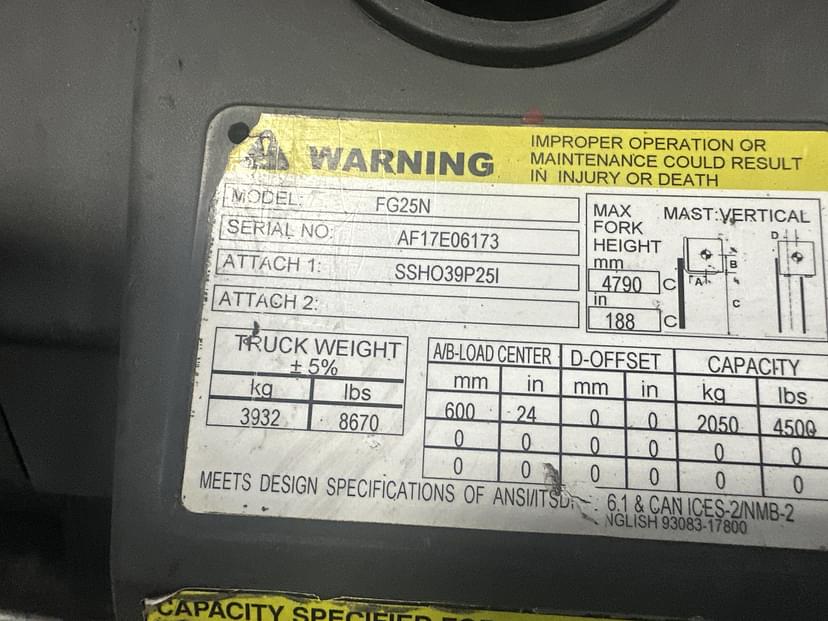 WARNING
IMPROPER OPERATION OR
MAINTENANCE COULD RESULT
IN INJURY OR DEATH
MODEL: FG25N
SERIAL NO: AF17E06173
ATTACH 1: SSHO39P25I
ATTACH 2:
MAX FORK HEIGHT
mm
4790 C
in
188 C
MAST:VERTICAL
A
B
C
D
TRUCK WEIGHT
± 5%
kg lbs
3932 8670
A/B-LOAD CENTER D-OFFSET CAPACITY
mm in mm in kg lbs
600 24 0 0 2050 4500
0 0 0 0 0 0
0 0 0 0 0 0
MEETS DESIGN SPECIFICATIONS OF 6.1 & CAN ICES-2/NMB-2
93083-17800
CAPACITY SPECIFIED